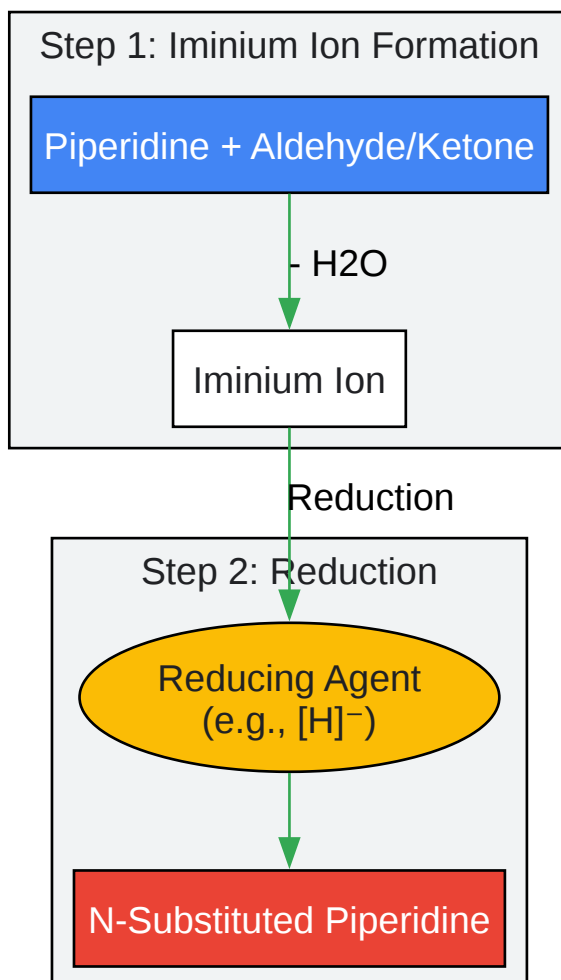 Step 1: Iminium Ion Formation
Piperidine + Aldehyde/Ketone
- H2O
Iminium Ion
Reduction
Step 2: Reduction
Reducing Agent
(e.g., [H]⁻)
N-Substituted Piperidine